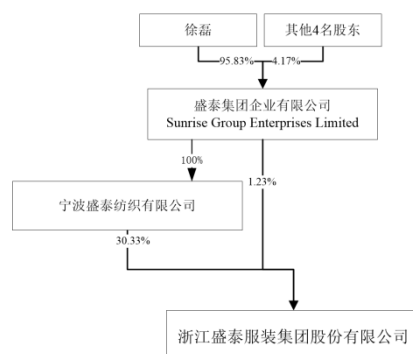 徐磊
其他4名股东
95.83%
4.17%
盛泰集团企业有限公司
Sunrise Group Enterprises Limited
100%
1.23%
宁波盛泰纺织有限公司
30.33%
浙江盛泰服装集团股份有限公司